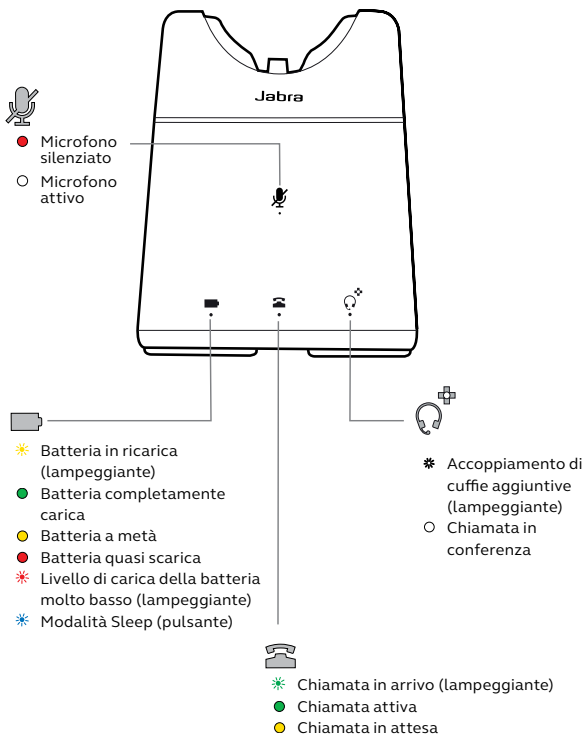 Jabra
Microfono
silenziato
Microfono
attivo
Batteria in ricarica
(lampeggiante)
Batteria completamente
carica
Batteria a metà
Batteria quasi scarica
Livello di carica della batteria
molto basso (lampeggiante)
Modalità Sleep (pulsante)
Accoppiamento di
cuffie aggiuntive
(lampeggiante)
Chiamata in
conferenza
Chiamata in arrivo (lampeggiante)
Chiamata attiva
Chiamata in attesa